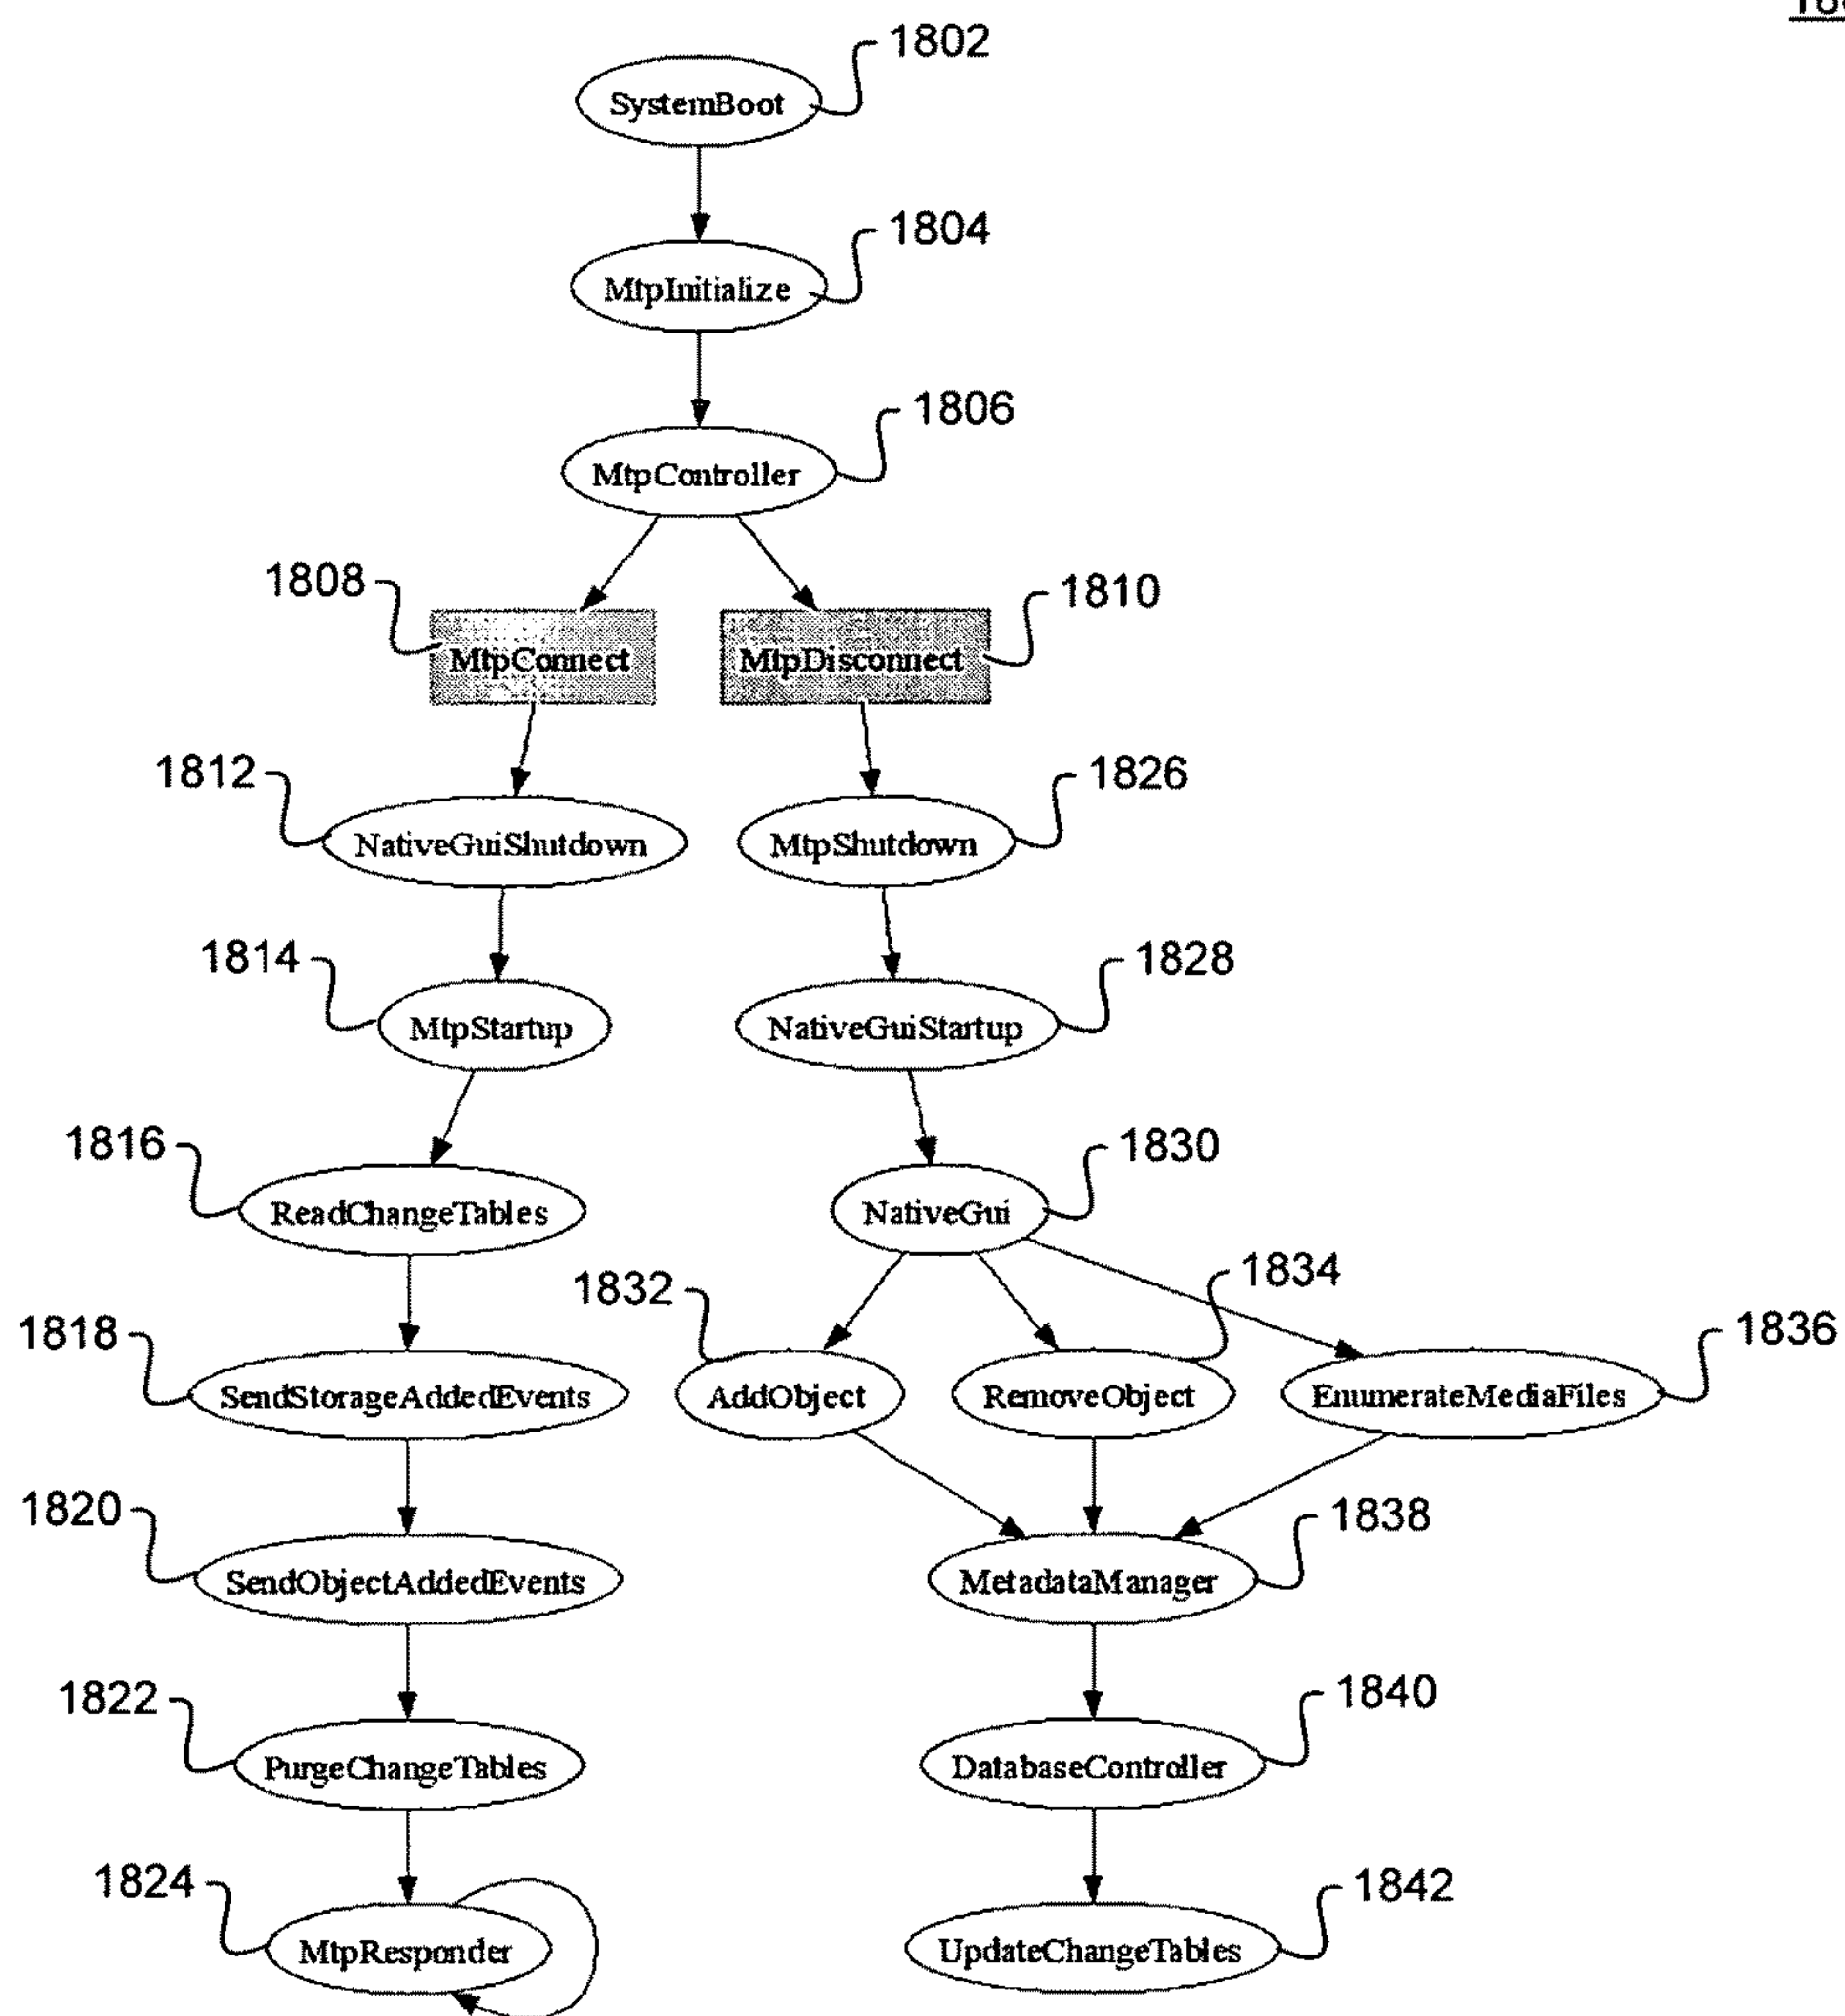 1802
SystemBoot
1804
MtpInitialize
1806
MtpController
1808
1810
MtpConnect
MtpDisconnect
1812
1826
NativeGuiShutdown
MtpShutdown
1814
1828
MtpStartup
NativeGuiStartup
1816
1830
ReadChangeTables
NativeGui
1832
1834
1818
1836
SendStorageAddedEvents
AddObject
RemoveObject
EnumerateMediaFiles
1820
1838
SendObjectAddedEvents
MetadataManager
1822
1840
PurgeChangeTables
DatabaseController
1824
1842
MtpResponder
UpdateChangeTables